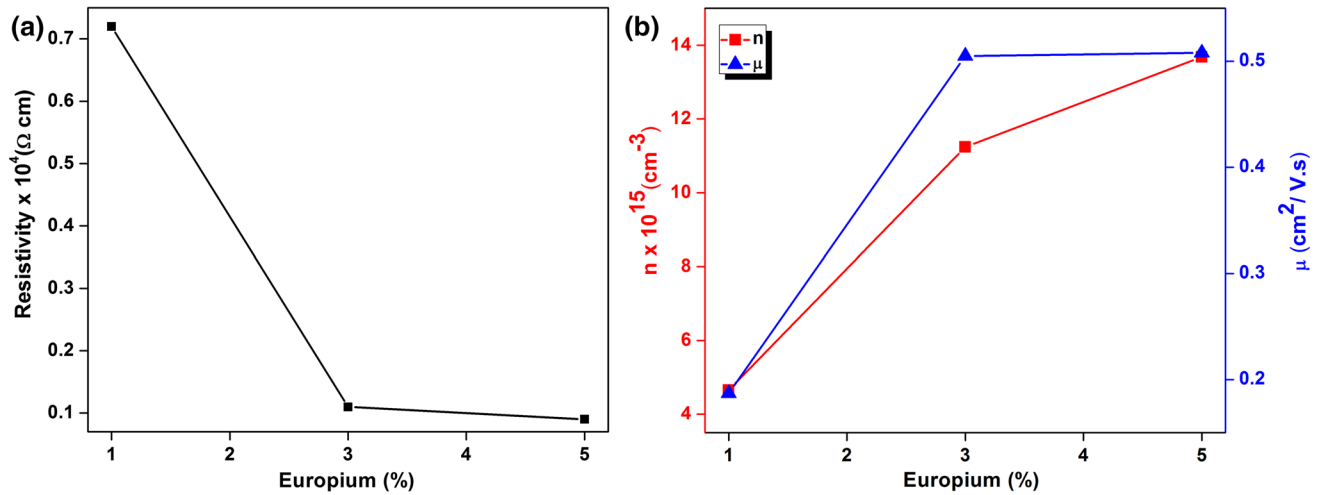 (a)
Resistivity x 10⁴(Ω cm)
0.7
0.6
0.5
0.4
0.3
0.2
0.1
1 2 3 4 5
Europium (%)
(b)
n
μ
n x 10¹⁵(cm⁻³)
14
12
10
8
6
4
0.5
0.4
0.3
0.2
μ (cm²/ V.s)
1 2 3 4 5
Europium (%)